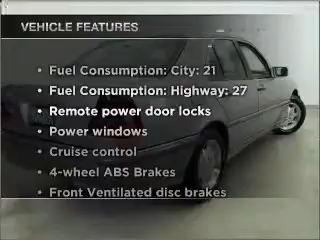 VEHICLE FEATURES
• Fuel Consumption: City: 21
• Fuel Consumption: Highway: 27
• Remote power door locks
• Power windows
• Cruise control
• 4-wheel ABS Brakes
• Front Ventilated disc brakes